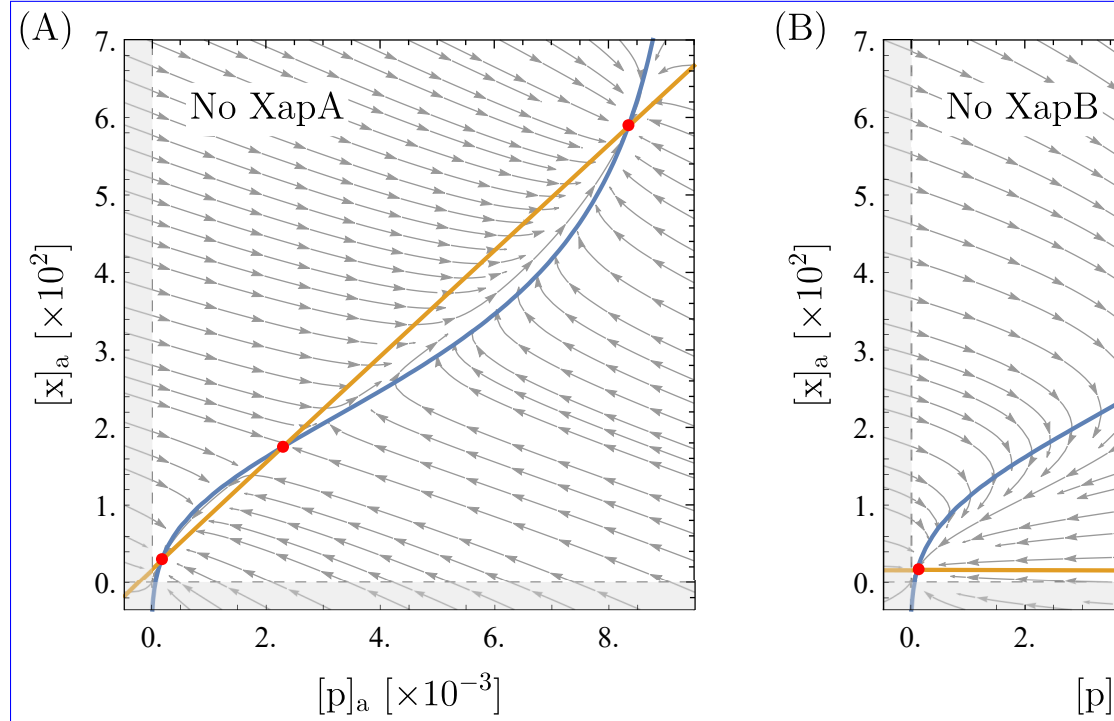 (A)
No XapA
7.
6.
5.
4.
3.
2.
1.
0.
[x]ₐ [×10²]
0. 2. 4. 6. 8.
[p]ₐ [×10⁻³]
(B)
No XapB
7.
6.
5.
4.
3.
2.
1.
0.
[x]ₐ [×10²]
0. 2.
[p]